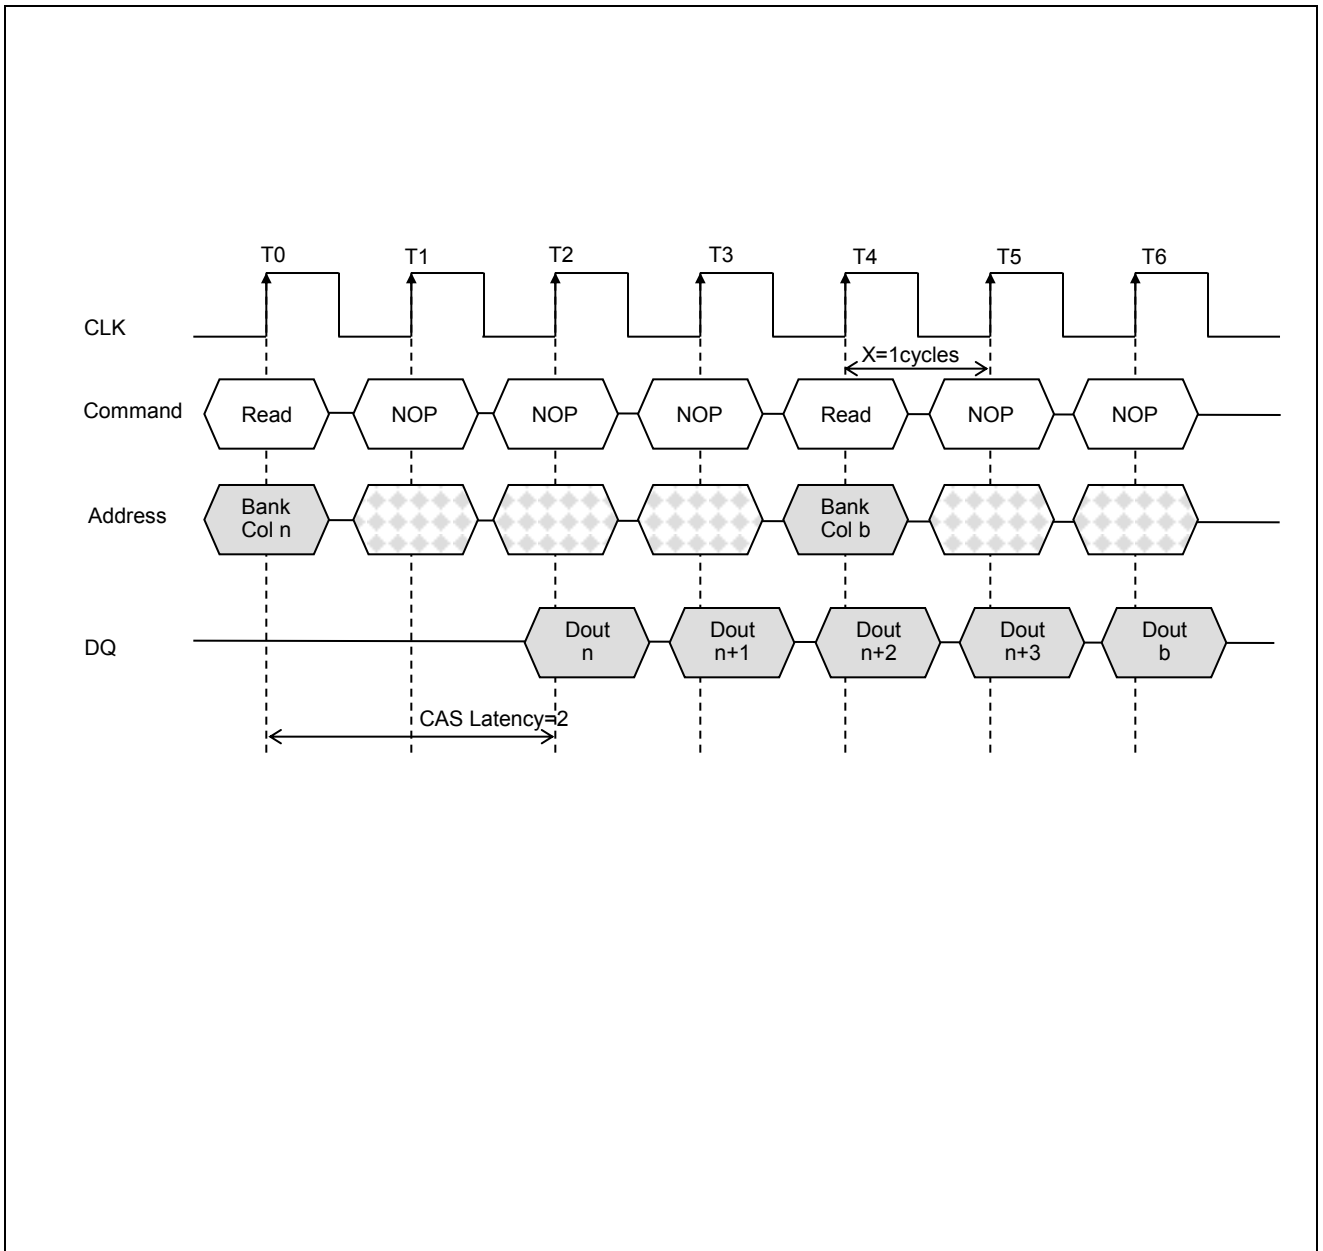 T0 T1 T2 T3 T4 T5 T6
CLK
X=1cycles
Command Read NOP NOP NOP Read NOP NOP
Address
Bank
Col n
Bank
Col b
DQ
Dout
n
Dout
n+1
Dout
n+2
Dout
n+3
Dout
b
CAS Latency=2